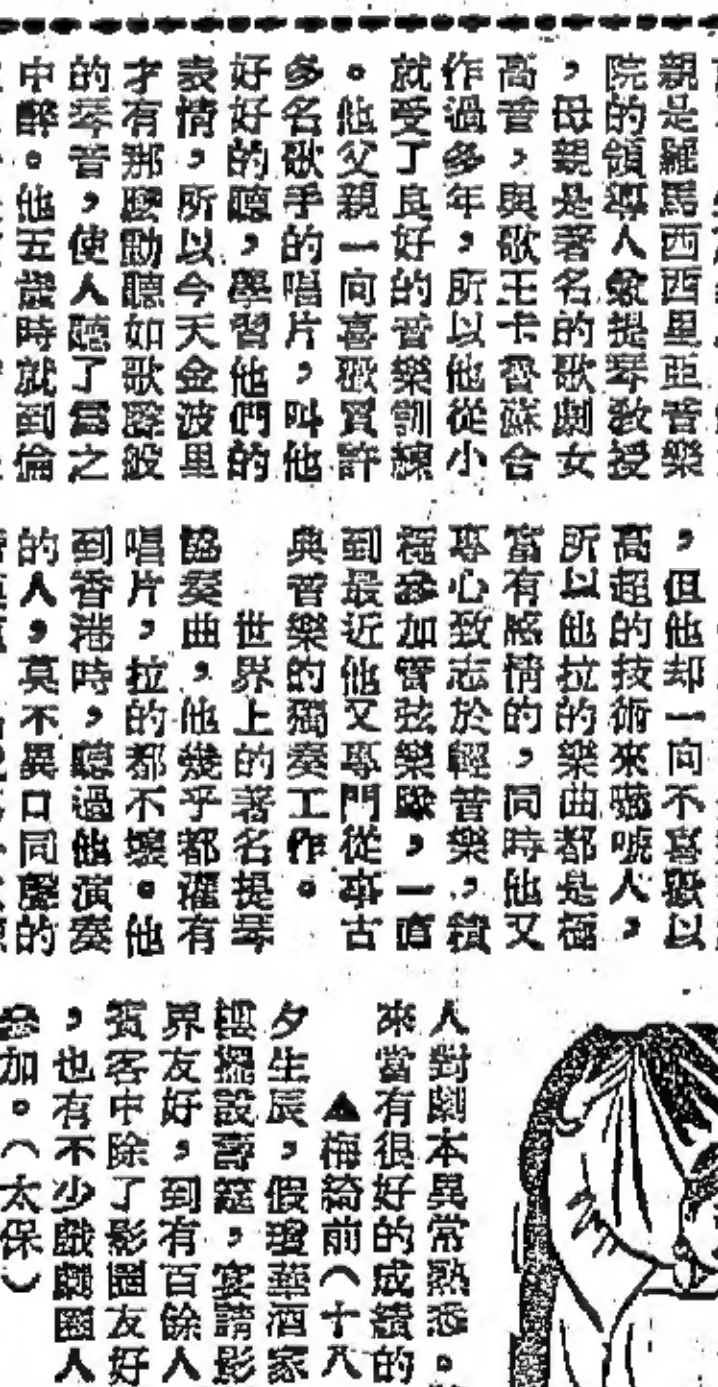 親是羅馬西西里亞音樂
院的領導人兼提琴教授
，母親是著名的歌劇女
高音，與歌王卡魯蘇合
作過多年，所以他從小
就受了良好的音樂訓練
。他父親一向喜歡買許
多名歌手的唱片，叫他
好好的聽，學習他們的
表情，所以今天金波里
才有那麼動聽如歌聲般
的琴音，使人聽了為之
中醉。他五歲時就到倫
，但他却一向不喜歡以
高超的技術來嚇唬人，
所以他拉的樂曲都是極
富有感情的，同時他又
專心致志於輕音樂，積
極參加管弦樂隊，一直
到最近他又專門從事古
典音樂的獨奏工作。
世界上的著名提琴
協奏曲，他幾乎都灌有
唱片，拉的都不壞。他
到香港時，聽過他演奏
的人，莫不異口同聲的
人對劇本異常熟悉。
來當有很好的成績的
▲梅綺前（十八
夕生辰，假瓊華酒家
擺設壽筵，宴請影
界友好，到有百餘人
賓客中除了影圈友好
，也有不少戲劇圈人
參加。（太保）